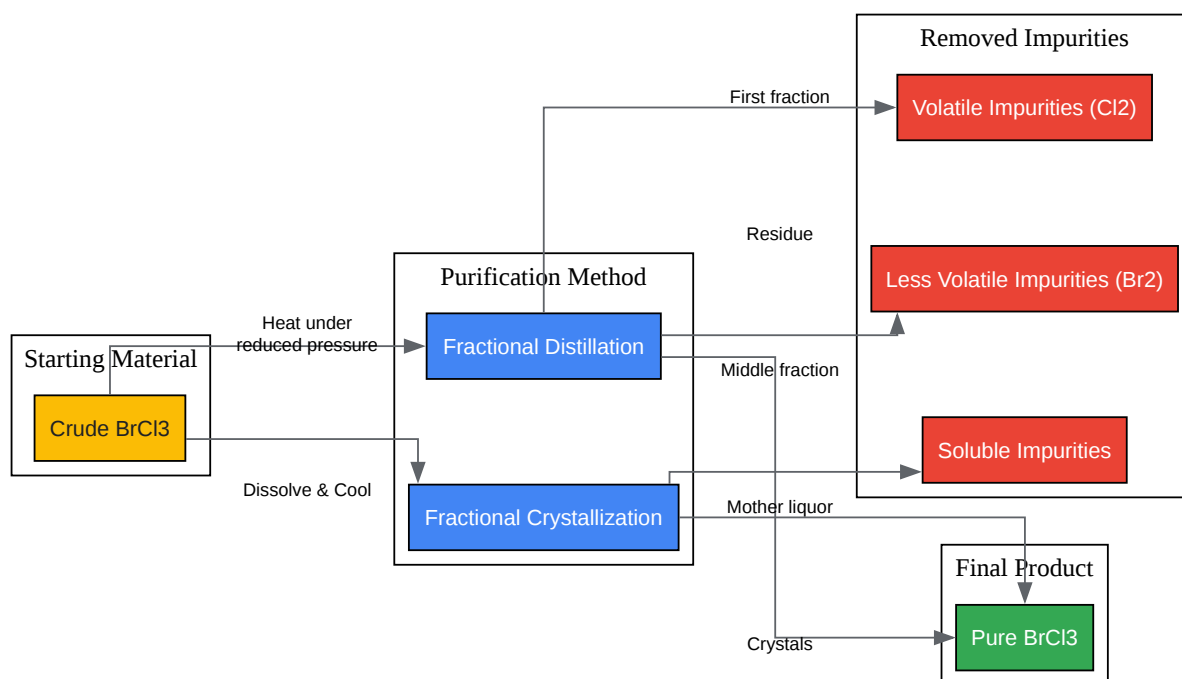 Removed Impurities
Volatile Impurities (Cl2)
First fraction
Residue
Less Volatile Impurities (Br2)
Purification Method
Heat under
reduced pressure
Fractional Distillation
Starting Material
Middle fraction
Crude BrCl3
Soluble Impurities
Dissolve & Cool
Fractional Crystallization
Mother liquor
Final Product
Crystals
Pure BrCl3